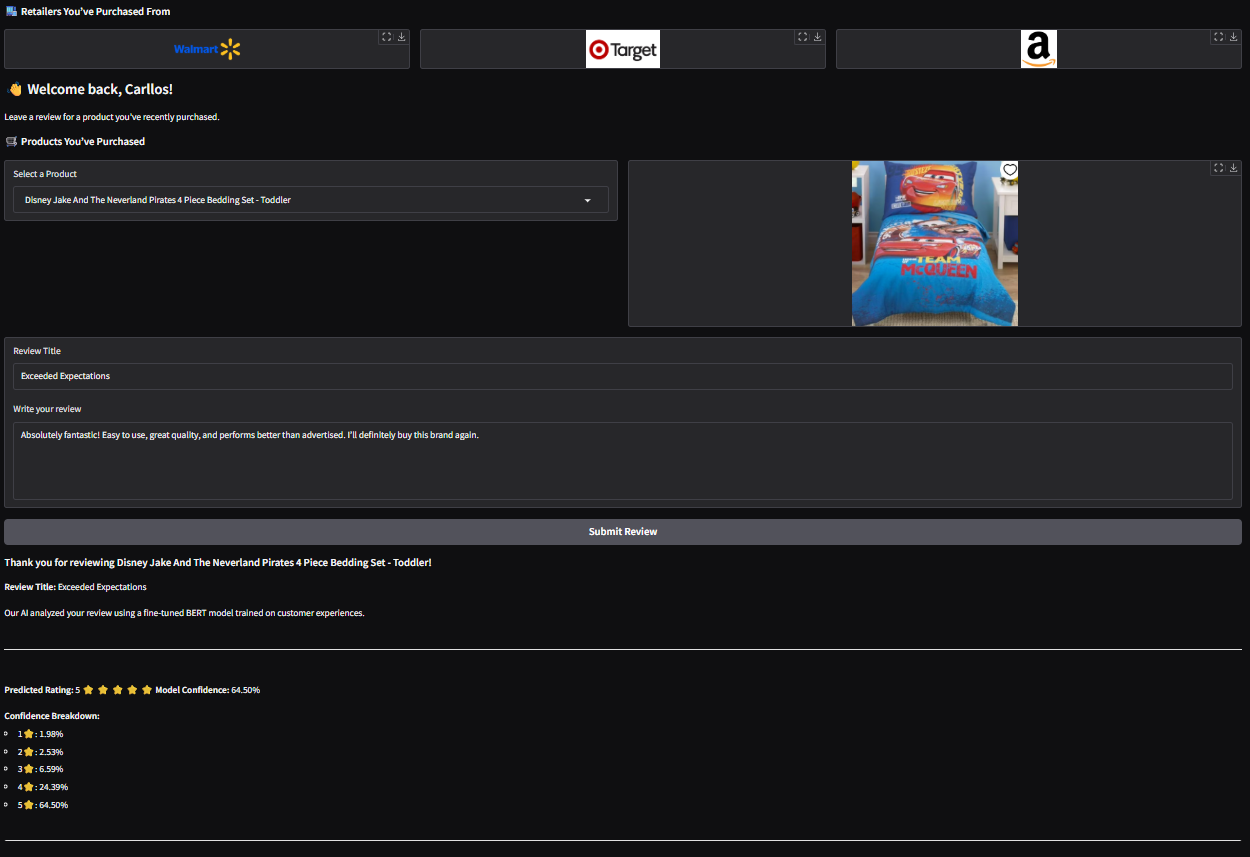 Retailers You've Purchased From
Walmart
Target
a
Welcome back, Carllos!
Leave a review for a product you've recently purchased.
Products You've Purchased
Select a Product
Disney Jake And The Neverland Pirates 4 Piece Bedding Set - Toddler
TEAM
MCQUEEN
Review Title
Exceeded Expectations
Write your review
Absolutely fantastic! Easy to use, great quality, and performs better than advertised. I'll definitely buy this brand again.
Submit Review
Thank you for reviewing Disney Jake And The Neverland Pirates 4 Piece Bedding Set - Toddler!
Review Title: Exceeded Expectations
Our AI analyzed your review using a fine-tuned BERT model trained on customer experiences.
Predicted Rating: 5 ⭐⭐⭐⭐⭐ Model Confidence: 64.50%
Confidence Breakdown:
1⭐: 1.98%
2⭐: 2.53%
3⭐: 6.59%
4⭐: 24.39%
5⭐: 64.50%